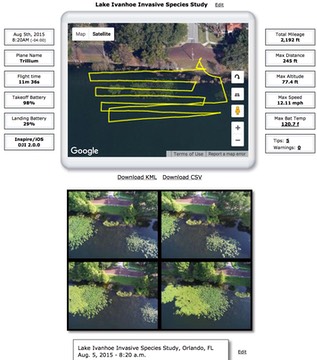 Lake Ivanhoe Invasive Species Study Edit
Aug 5th, 2015
8:20AM (-04:00)
Plane Name
Trillium
Flight time
11m 36s
Takeoff Battery
98%
Landing Battery
29%
Inspire/iOS
DJI 2.0.0
Map Satellite
Google
Terms of Use Report a map error
Total Mileage
2,192 ft
Max Distance
245 ft
Max Altitude
77.4 ft
Max Speed
12.11 mph
Max Bat Temp
120.7 f
Tips: 5
Warnings: 0
Download KML Download CSV
Lake Ivanhoe Invasive Species Study, Orlando, FL
Aug. 5, 2015 - 8:20 a.m.
Edit